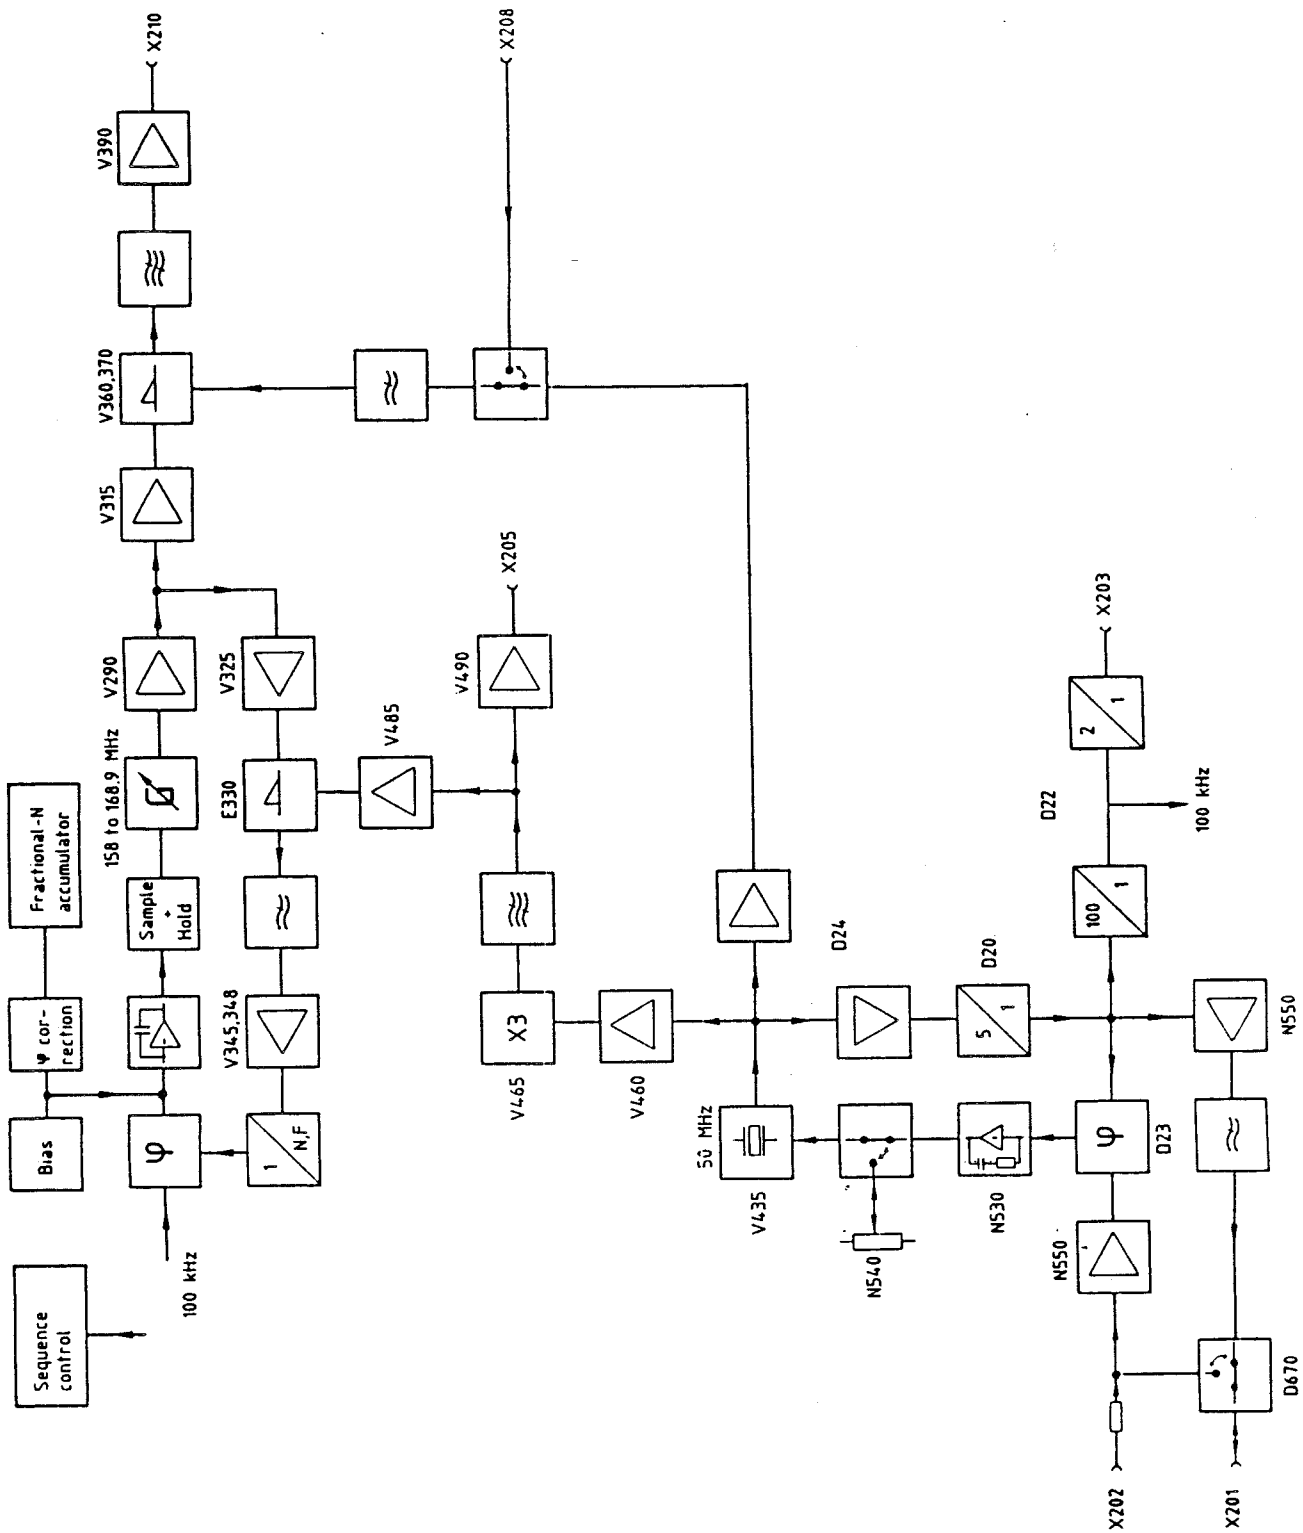 Sequence
control
Bias
φ cor-
rection
Fractional-N
accumulator
100 kHz
φ
Sample
+
Hold
158 to 168.9 MHz
V290
V315
V360,370
V390
X210
1
N,F
V345,348
E330
V325
V485
X3
V465
V490
X205
X208
V460
50 MHz
V435
N540
D24
N530
5
1
D20
N550
φ
D23
100
1
D22
100 kHz
2
1
X203
X202
N550
X201
D670